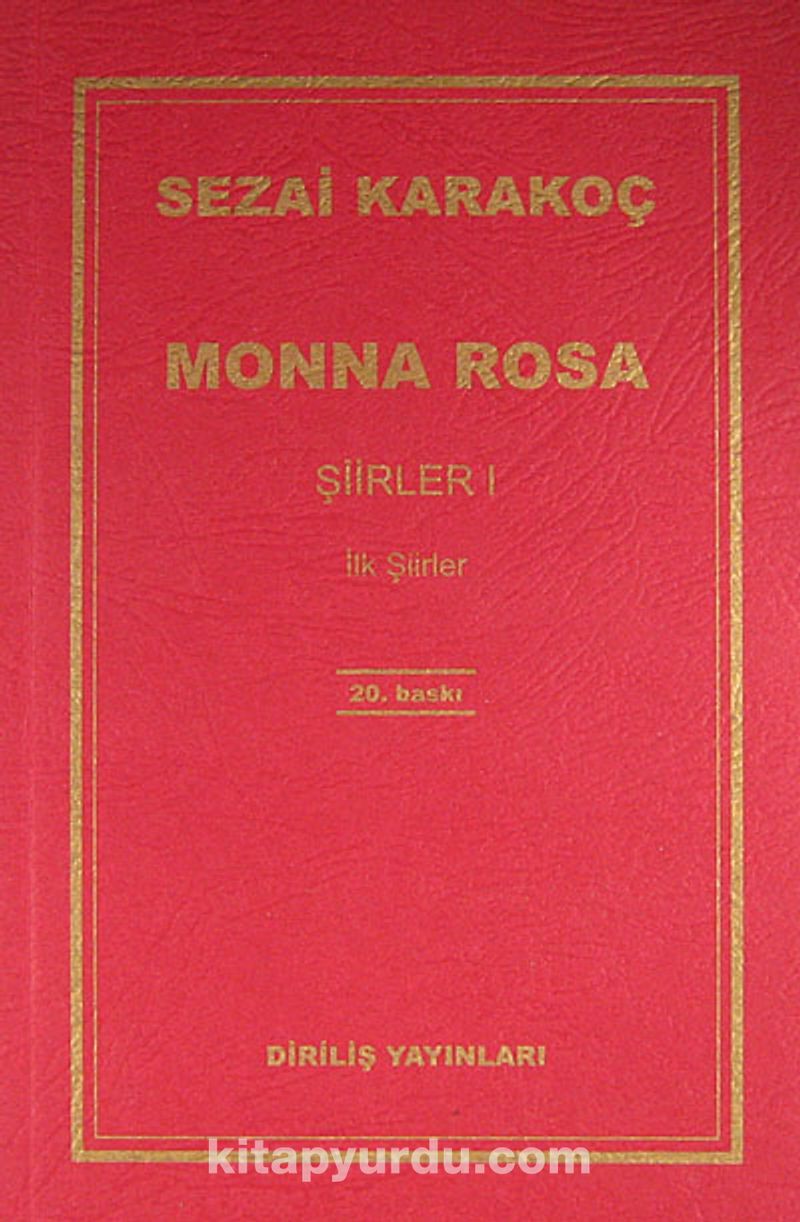 SEZAİ KARAKOÇ
MONNA ROSA
ŞİİRLER I
İlk Şiirler
20. baskı
DİRİLİŞ YAYINLARI
kitapyurdu.com